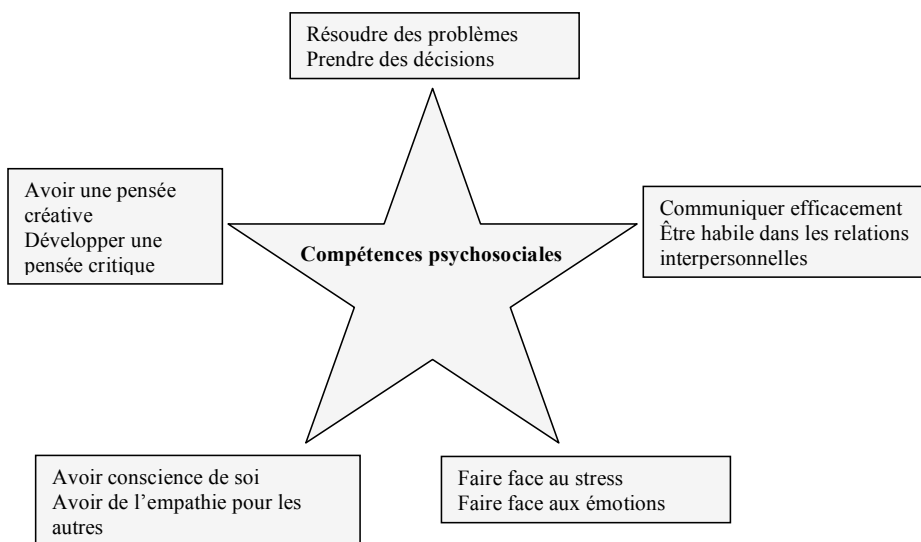 Résoudre des problèmes
Prendre des décisions
Avoir une pensée
créative
Développer une
pensée critique
Communiquer efficacement
Être habile dans les relations
interpersonnelles
Compétences psychosociales
Avoir conscience de soi
Avoir de l’empathie pour les
autres
Faire face au stress
Faire face aux émotions